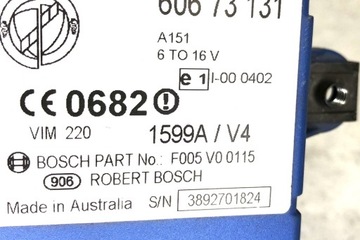 606 73 131
A151
6 TO 16 V
e1 I-00 0402
CE 0682
VIM 220 1599A / V4
BOSCH PART No.: F005 V0 0115
906 ROBERT BOSCH
Made in Australia S/N 3892701824